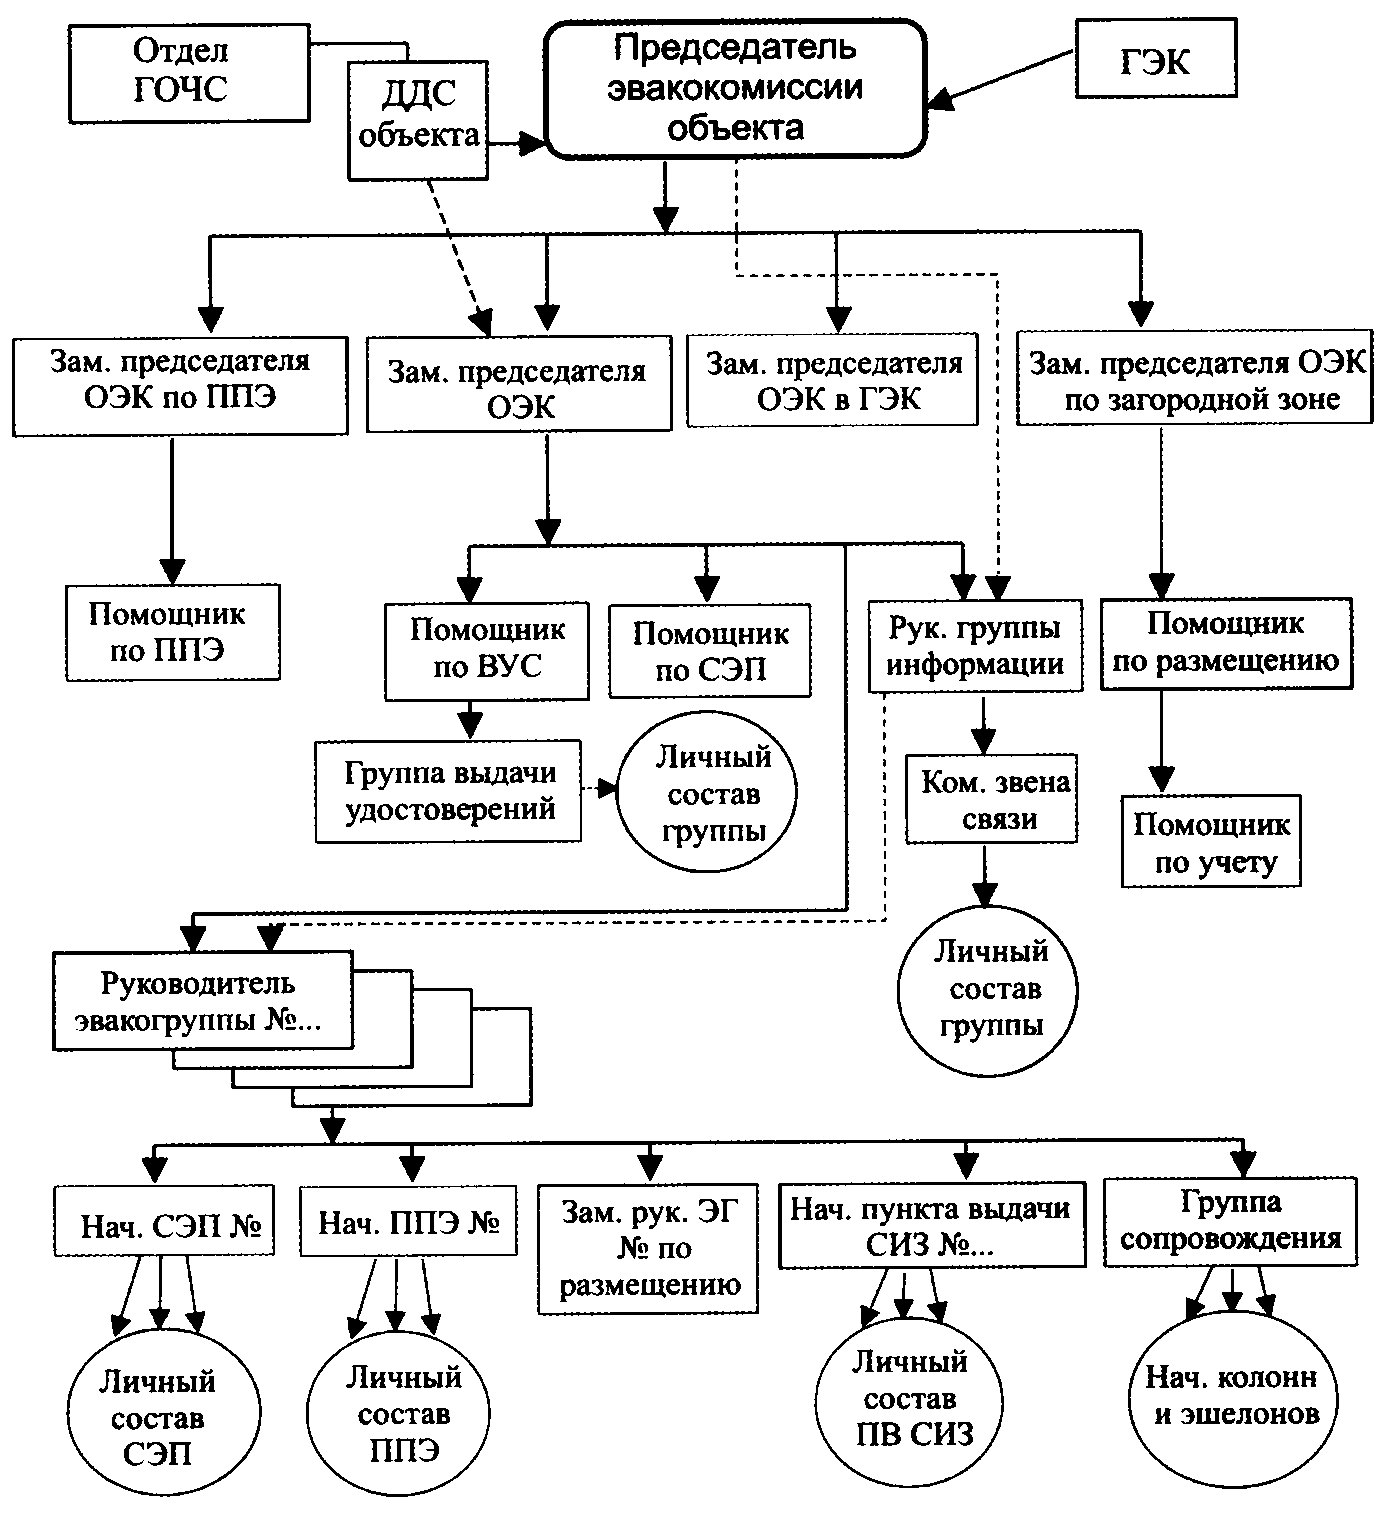 Отдел
ГОЧС
ДДС
объекта
Председатель
эвакокомиссии
объекта
ГЭК
Зам. председателя
ОЭК по ППЭ
Зам. председателя
ОЭК
Зам. председателя
ОЭК в ГЭК
Зам. председателя ОЭК
по загородной зоне
Помощник
по ППЭ
Помощник
по ВУС
Помощник
по СЭП
Рук. группы
информации
Помощник
по размещению
Группа выдачи
удостоверений
Личный
состав
группы
Ком. звена
связи
Помощник
по учету
Личный
состав
группы
Руководитель
эвакогруппы №...
Нач. СЭП №
Нач. ППЭ №
Зам. рук. ЭГ
№ по
размещению
Нач. пункта выдачи
СИЗ №...
Группа
сопровождения
Личный
состав
СЭП
Личный
состав
ППЭ
Личный
состав
ПВ СИЗ
Нач. колонн
и эшелонов